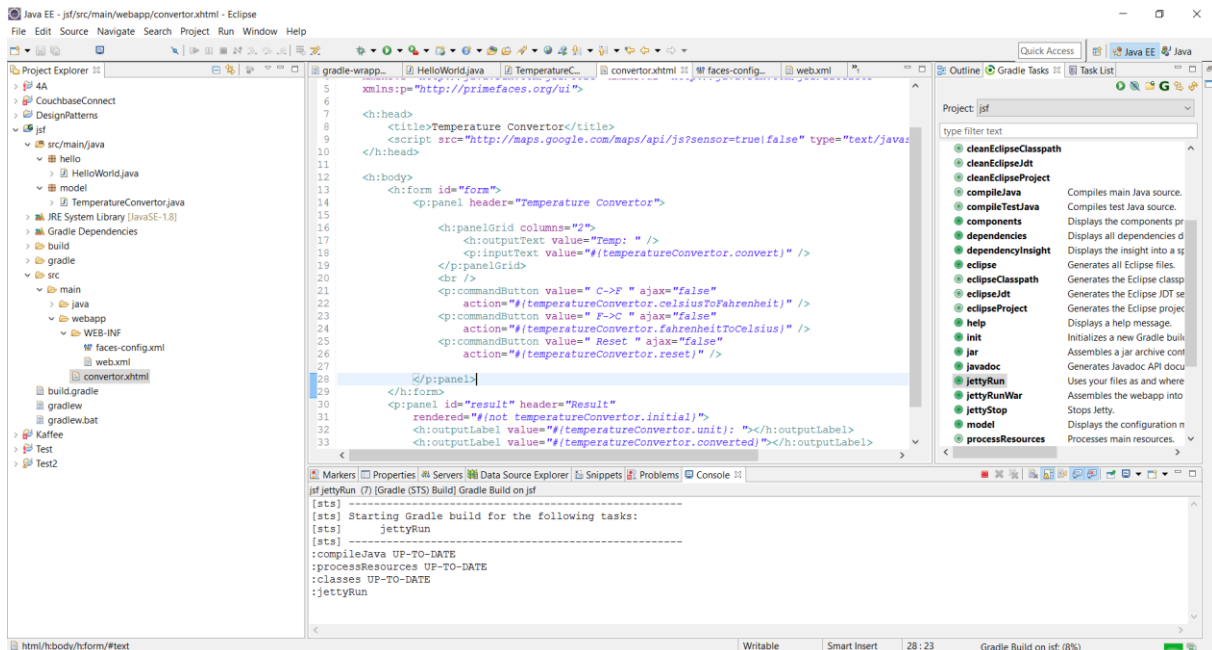 Java EE - jsf/src/main/webapp/convertor.xhtml - Eclipse
File Edit Source Navigate Search Project Run Window Help
Quick Access
Java EE
Java
Project Explorer
4A
CouchbaseConnect
DesignPatterns
jsf
src/main/java
hello
HelloWorld.java
model
TemperatureConvertor.java
JRE System Library [JavaSE-1.8]
Gradle Dependencies
build
gradle
src
main
java
webapp
WEB-INF
faces-config.xml
web.xml
convertor.xhtml
build.gradle
gradlew
gradlew.bat
Kaffee
Test
Test2
gradle-wrapp... HelloWorld.java TemperatureC... convertor.xhtml faces-config... web.xml
5 xmlns:p="http://primefaces.org/ui">
6
7 <h:head>
8 <title>Temperature Convertor</title>
9 <script src="http://maps.google.com/maps/api/js?sensor=true|false" type="text/javas
10 </h:head>
11
12 <h:body>
13 <h:form id="form">
14 <p:panel header="Temperature Convertor">
15
16 <h:panelGrid columns="2">
17 <h:outputText value="Temp: " />
18 <p:inputText value="#{temperatureConvertor.convert}" />
19 </p:panelGrid>
20 <br />
21 <p:commandButton value=" C->F " ajax="false"
22 action="#{temperatureConvertor.celsiusToFahrenheit}" />
23 <p:commandButton value=" F->C " ajax="false"
24 action="#{temperatureConvertor.fahrenheitToCelsius}" />
25 <p:commandButton value=" Reset " ajax="false"
26 action="#{temperatureConvertor.reset}" />
27
28 </p:panel>
29 </h:form>
30 <p:panel id="result" header="Result"
31 rendered="#{not temperatureConvertor.initial}">
32 <h:outputLabel value="#{temperatureConvertor.unit}: "></h:outputLabel>
33 <h:outputLabel value="#{temperatureConvertor.converted}"></h:outputLabel>
Outline Gradle Tasks Task List
Project: jsf
type filter text
cleanEclipseClasspath
cleanEclipseJdt
cleanEclipseProject
compileJava Compiles main Java source.
compileTestJava Compiles test Java source.
components Displays the components pr
dependencies Displays all dependencies d
dependencyInsight Displays the insight into a sp
eclipse Generates all Eclipse files.
eclipseClasspath Generates the Eclipse classp
eclipseJdt Generates the Eclipse JDT se
eclipseProject Generates the Eclipse projec
help Displays a help message.
init Initializes a new Gradle build
jar Assembles a jar archive cont
javadoc Generates Javadoc API docu
jettyRun Uses your files as and where
jettyRunWar Assembles the webapp into
jettyStop Stops Jetty.
model Displays the configuration m
processResources Processes main resources.
Markers Properties Servers Data Source Explorer Snippets Problems Console
jsf jettyRun (7) [Gradle (STS) Build] Gradle Build on jsf
[sts] -----------------------------------------------------
[sts] Starting Gradle build for the following tasks:
[sts] jettyRun
[sts] -----------------------------------------------------
:compileJava UP-TO-DATE
:processResources UP-TO-DATE
:classes UP-TO-DATE
:jettyRun
html/h:body/h:form/#text
Writable
Smart Insert
28 : 23
Gradle Build on jsf: (8%)